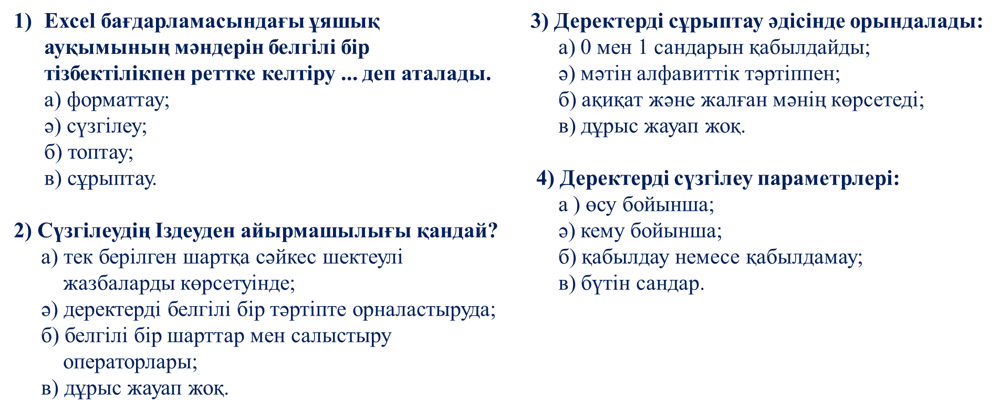 1) Excel бағдарламасындағы ұяшық
ауқымының мәндерін белгілі бір
тізбектілікпен реттке келтіру ... деп аталады.
а) форматтау;
ә) сүзгілеу;
б) топтау;
в) сұрыптау.
2) Сүзгілеудің Іздеуден айырмашылығы қандай?
а) тек берілген шартқа сәйкес шектеулі
жазбаларды көрсетуінде;
ә) деректерді белгілі бір тәртіпте орналастыруда;
б) белгілі бір шарттар мен салыстыру
операторлары;
в) дұрыс жауап жоқ.
3) Деректерді сұрыптау әдісінде орындалады:
а) 0 мен 1 сандарын қабылдайды;
ә) мәтін алфавиттік тәртіппен;
б) ақиқат және жалған мәнің көрсетеді;
в) дұрыс жауап жоқ.
4) Деректерді сүзгілеу параметрлері:
а ) өсу бойынша;
ә) кему бойынша;
б) қабылдау немесе қабылдамау;
в) бүтін сандар.